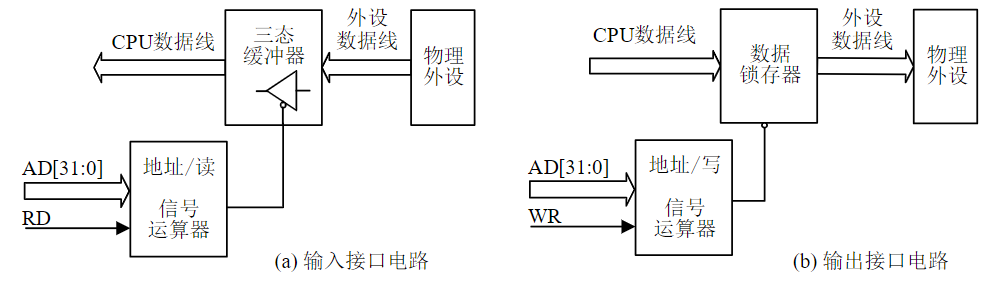 CPU数据线
三态
缓冲器
外设
数据线
物理
外设
AD[31:0]
RD
地址/读
信号
运算器
(a) 输入接口电路
CPU数据线
数据
锁存器
外设
数据线
物理
外设
AD[31:0]
WR
地址/写
信号
运算器
(b) 输出接口电路